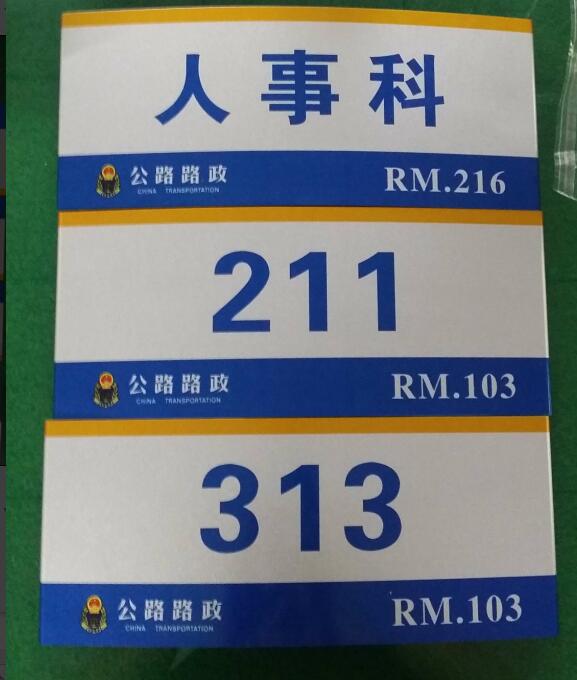 人事科
公路路政
CHINA TRANSPORTATION
RM.216
211
公路路政
CHINA TRANSPORTATION
RM.103
313
公路路政
CHINA TRANSPORTATION
RM.103